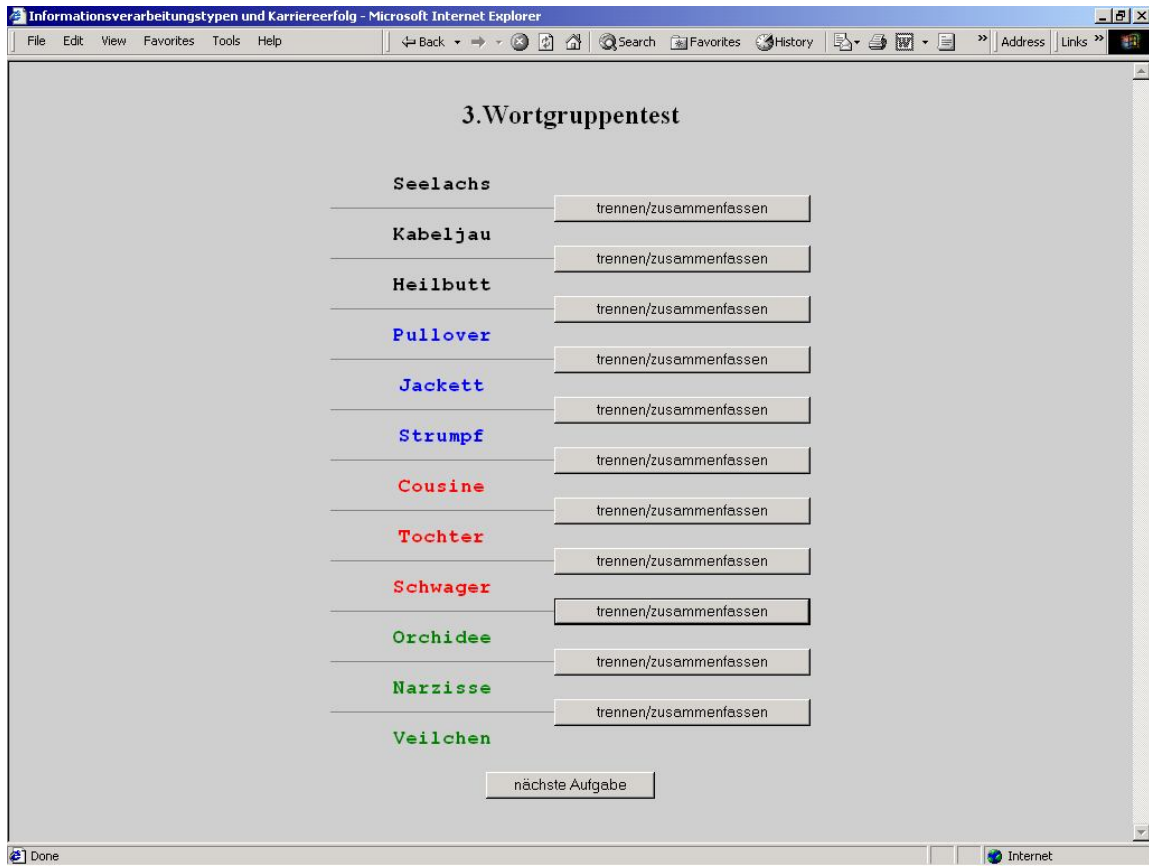 Informationsverarbeitungstypen und Karriereerfolg - Microsoft Internet Explorer
File Edit View Favorites Tools Help Back Search Favorites History » Address Links »
3.Wortgruppentest
Seelachs
trennen/zusammenfassen
Kabeljau
trennen/zusammenfassen
Heilbutt
trennen/zusammenfassen
Pullover
trennen/zusammenfassen
Jackett
trennen/zusammenfassen
Strumpf
trennen/zusammenfassen
Cousine
trennen/zusammenfassen
Tochter
trennen/zusammenfassen
Schwager
trennen/zusammenfassen
Orchidee
trennen/zusammenfassen
Narzisse
trennen/zusammenfassen
Veilchen
nächste Aufgabe
Done Internet